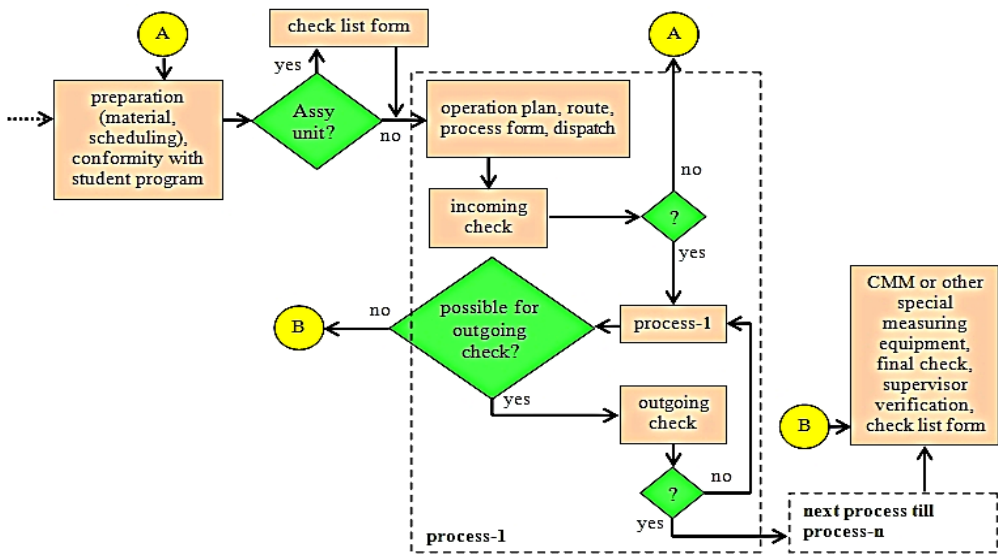 A
check list form
A
yes
preparation
(material,
scheduling),
conformity with
student program
Assy
unit?
no
operation plan, route,
process form, dispatch
no
incoming
check
?
yes
CMM or other
special
measuring
equipment,
final check,
supervisor
verification,
check list form
B
no
possible for
outgoing
check?
process-1
yes
outgoing
check
B
?
no
yes
process-1
next process till
process-n